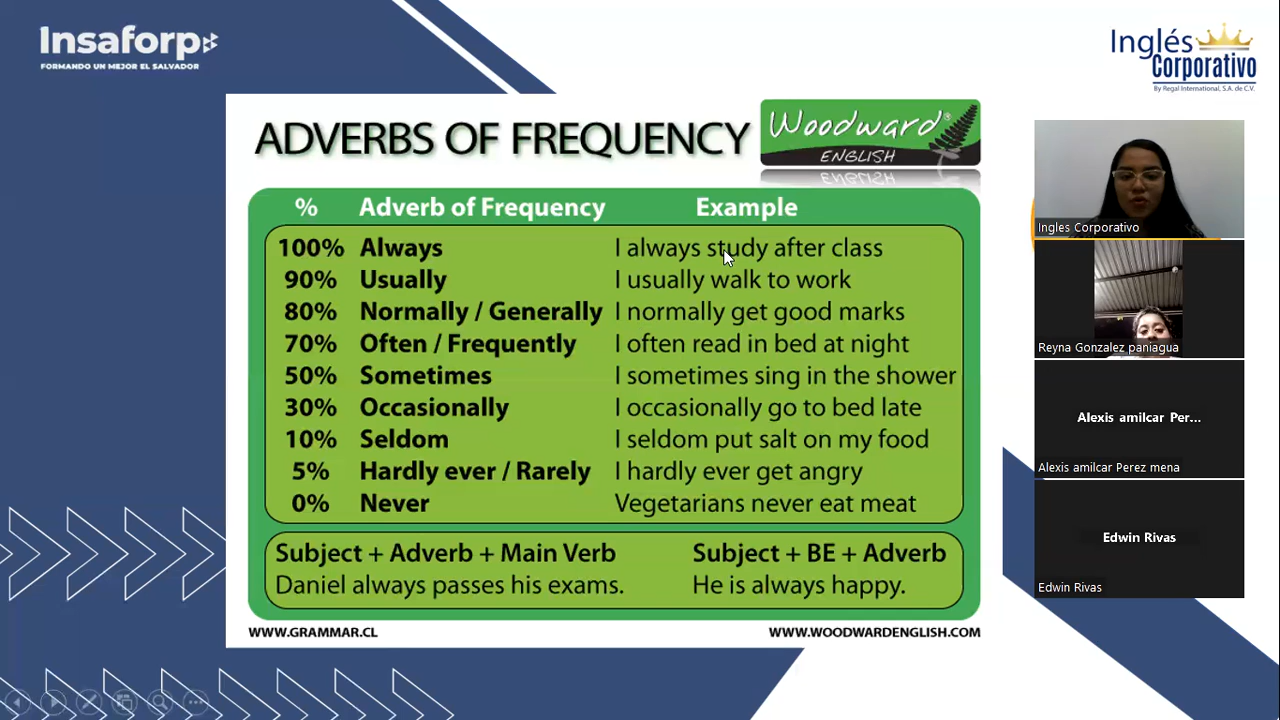 Insaforp
FORMANDO UN MEJOR EL SALVADOR
Inglés
Corporativo
By Regal International, S.A. de C.V.
ADVERBS OF FREQUENCY
Woodward®
ENGLISH
% Adverb of Frequency Example
100% Always I always study after class
90% Usually I usually walk to work
80% Normally / Generally I normally get good marks
70% Often / Frequently I often read in bed at night
50% Sometimes I sometimes sing in the shower
30% Occasionally I occasionally go to bed late
10% Seldom I seldom put salt on my food
5% Hardly ever / Rarely I hardly ever get angry
0% Never Vegetarians never eat meat
Subject + Adverb + Main Verb Subject + BE + Adverb
Daniel always passes his exams. He is always happy.
WWW.GRAMMAR.CL WWW.WOODWARDENGLISH.COM
Ingles Corporativo
Reyna Gonzalez paniagua
Alexis amilcar Per...
Alexis amilcar Perez mena
Edwin Rivas
Edwin Rivas